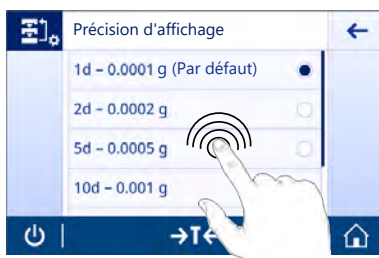 Précision d'affichage
1d – 0.0001 g (Par défaut)
2d – 0.0002 g
5d – 0.0005 g
10d – 0.001 g
→T←